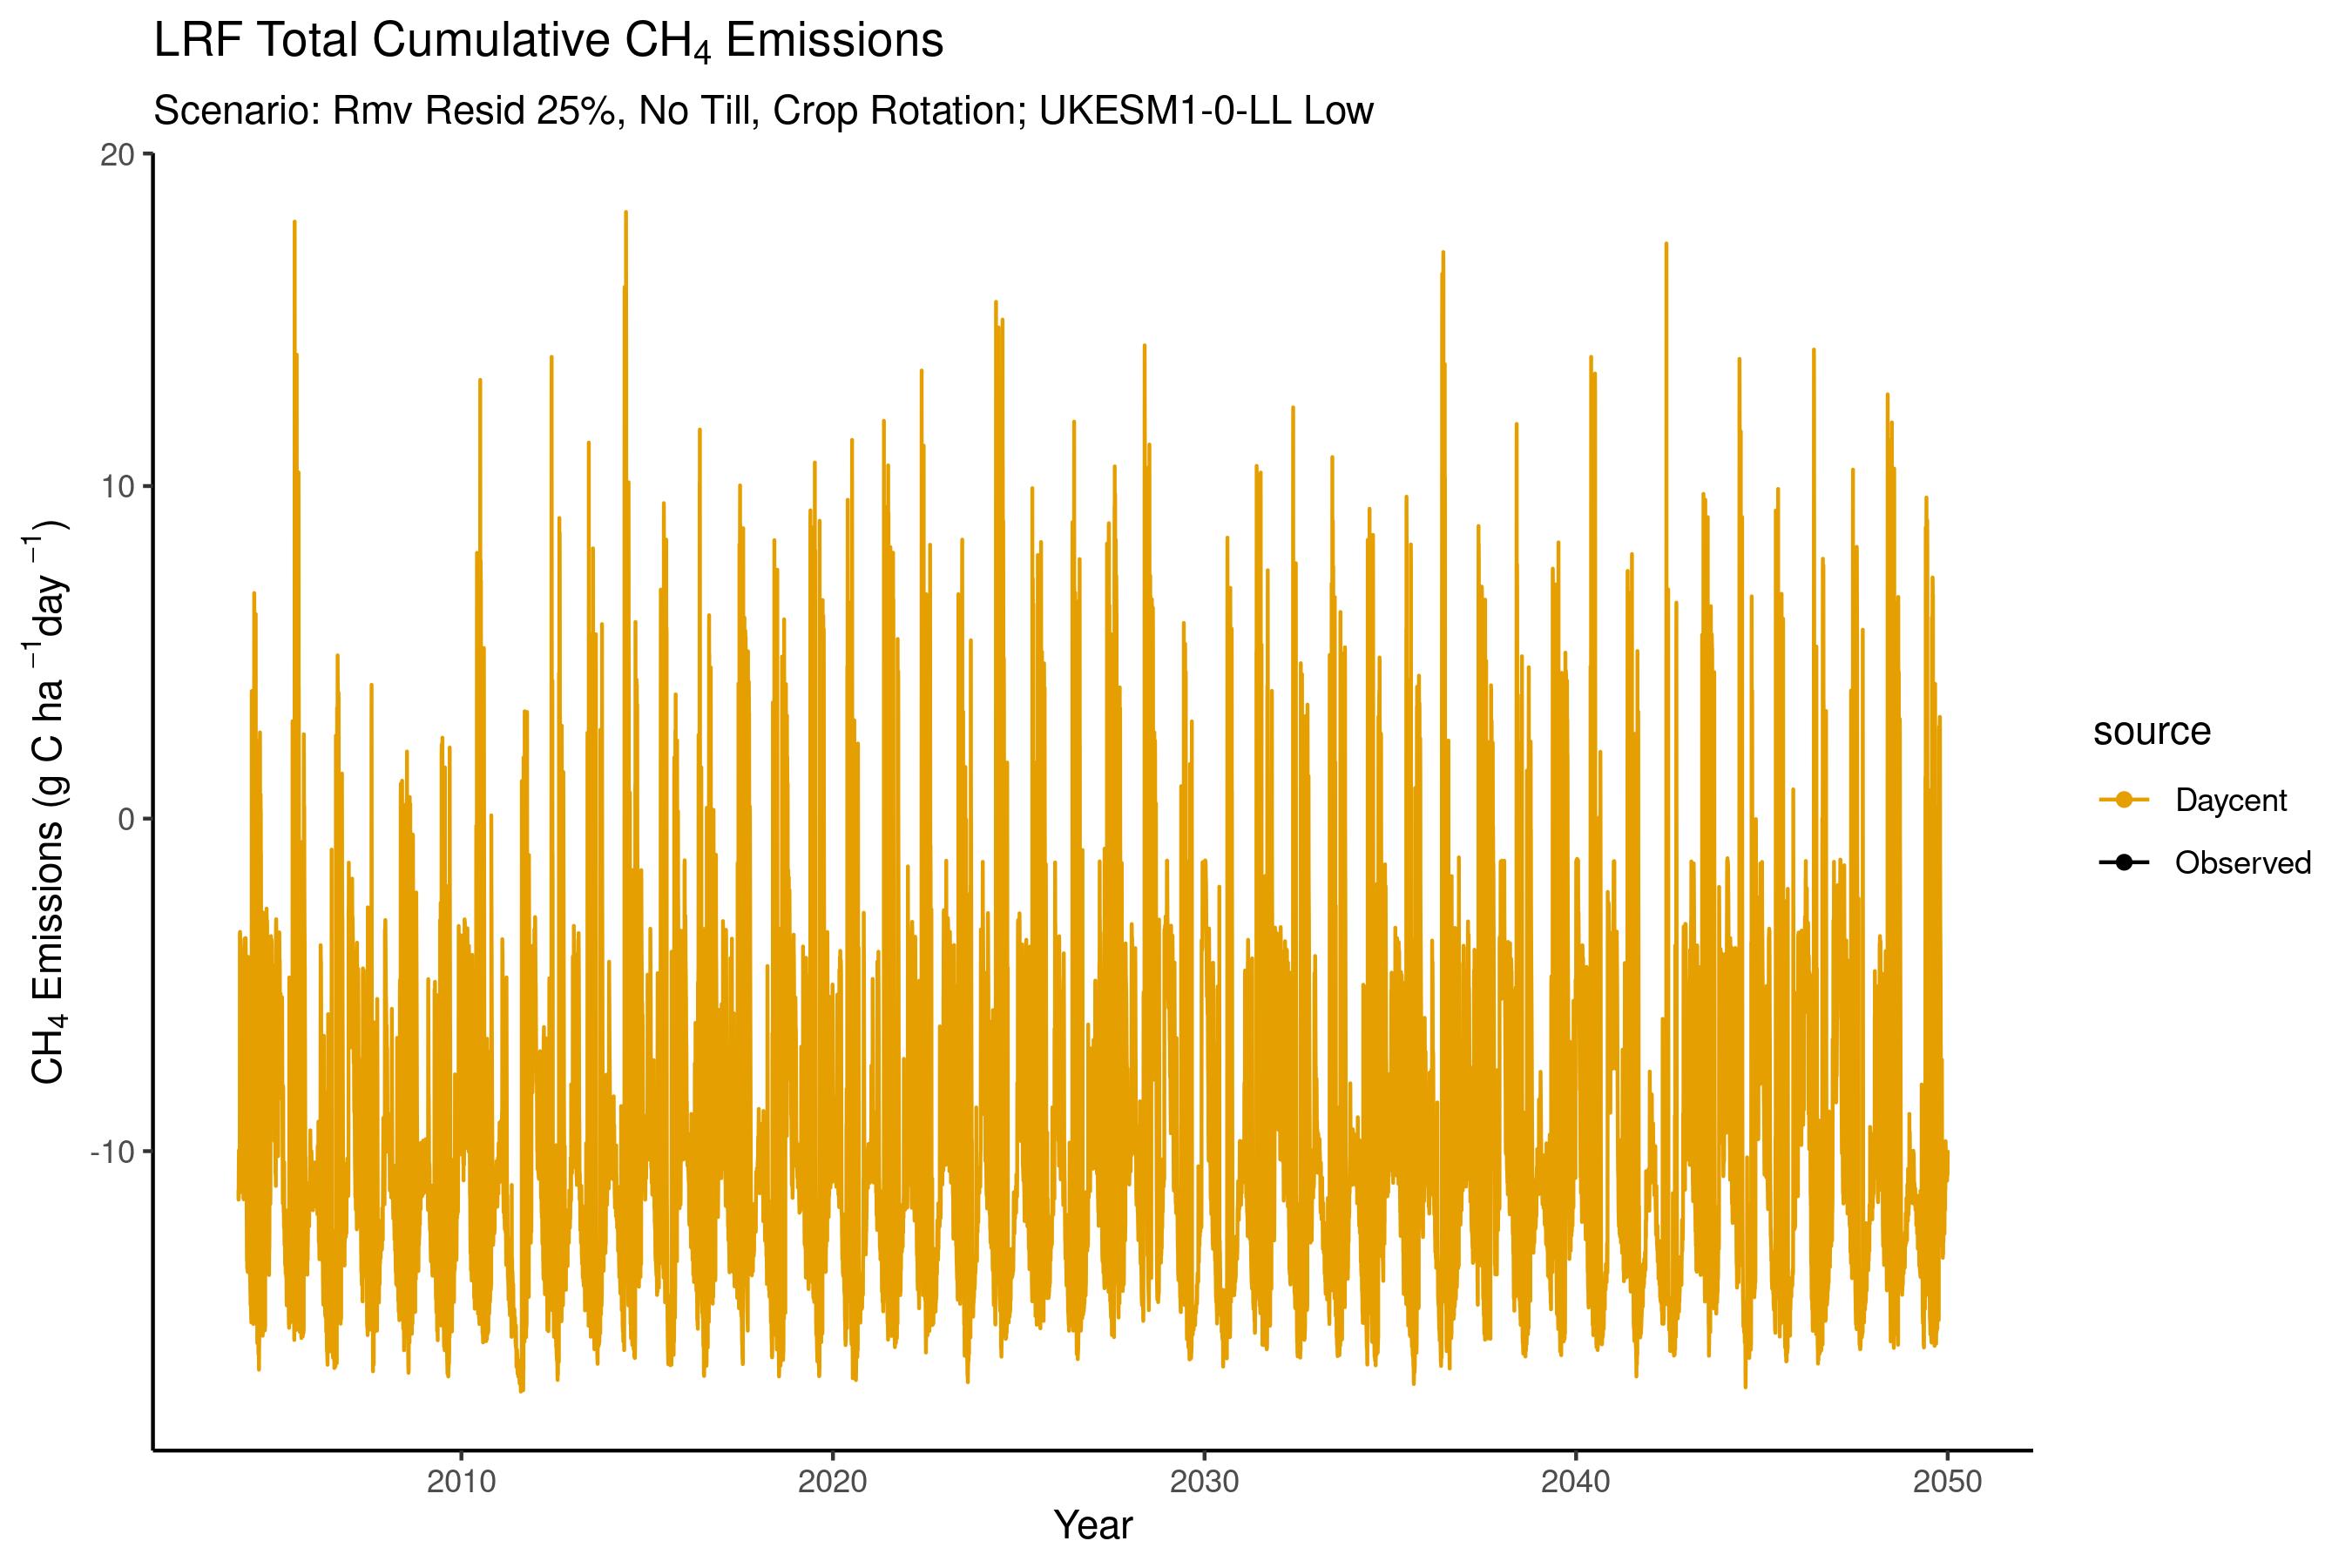 LRF Total Cumulative CH₄ Emissions
Scenario: Rmv Resid 25%, No Till, Crop Rotation; UKESM1-0-LL Low
20
10
0
-10
CH₄ Emissions (g C ha ⁻¹day ⁻¹)
2010 2020 2030 2040 2050
Year
source
Daycent
Observed